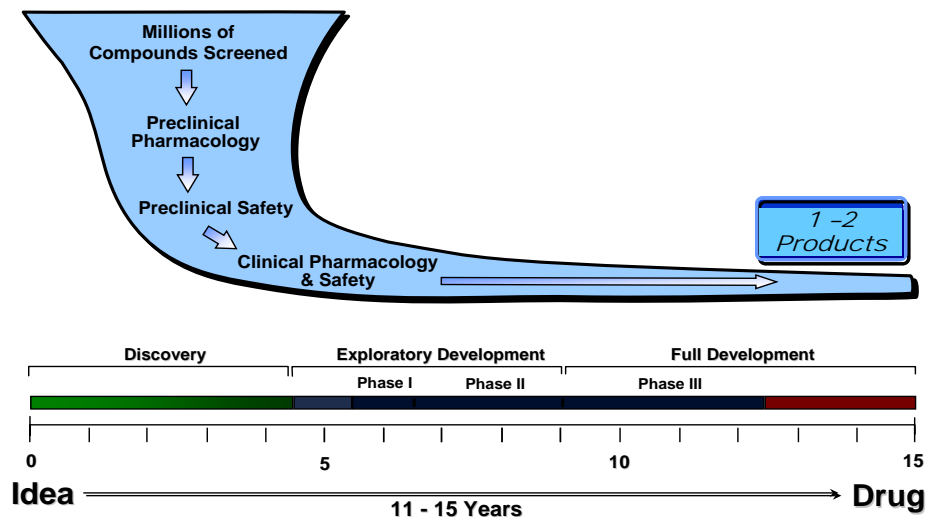 Millions of
Compounds Screened
Preclinical
Pharmacology
Preclinical Safety
Clinical Pharmacology
& Safety
1 –2
Products
Discovery
Exploratory Development
Full Development
Phase I
Phase II
Phase III
0
5
10
15
Idea
11 - 15 Years
Drug